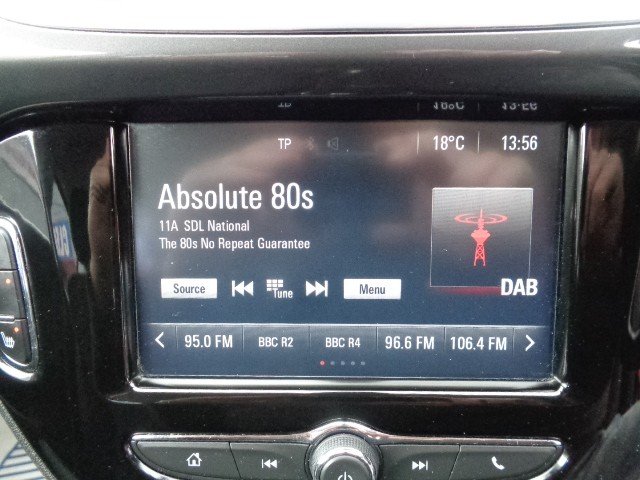 TP 18°C 13:56
Absolute 80s
11A SDL National
The 80s No Repeat Guarantee
Source Tune Menu
DAB
95.0 FM BBC R2 BBC R4 96.6 FM 106.4 FM